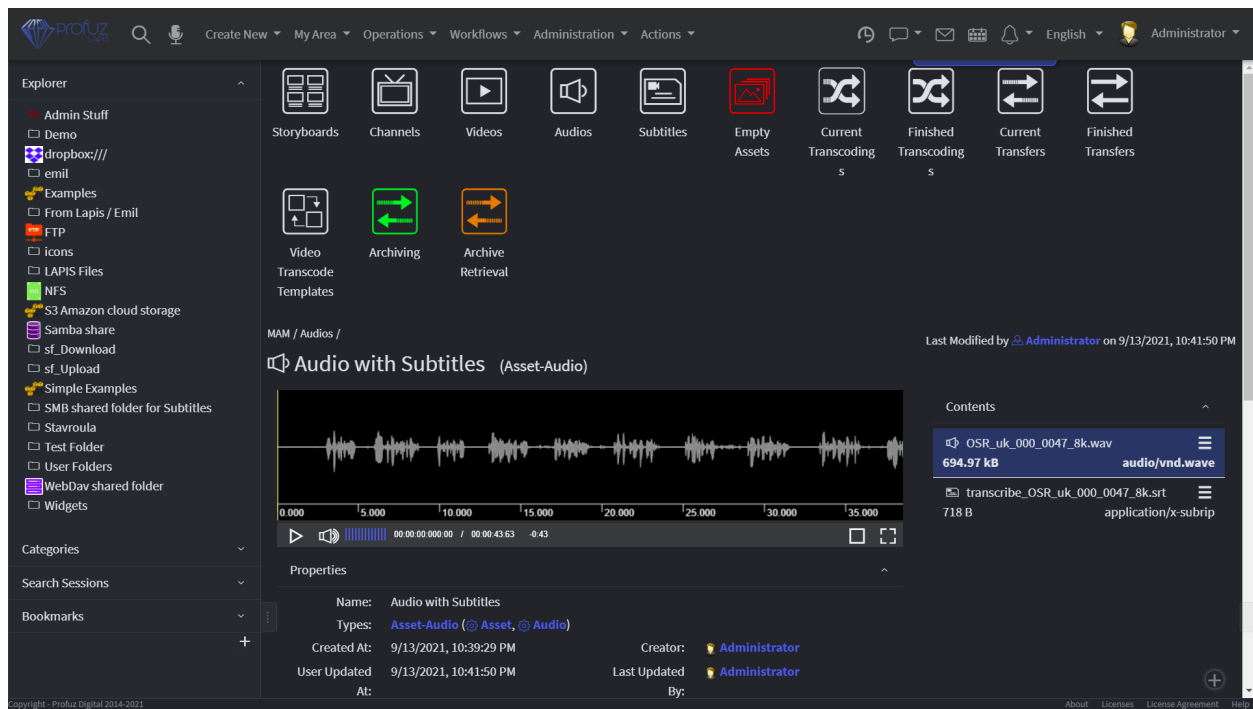 Profuz
LAPIS
Create New
My Area
Operations
Workflows
Administration
Actions
English
Administrator
Explorer
Admin Stuff
Demo
dropbox:///
emil
Examples
From Lapis / Emil
FTP
FTP
icons
LAPIS Files
NFS
S3 Amazon cloud storage
Samba share
sf_Download
sf_Upload
Simple Examples
SMB shared folder for Subtitles
Stavroula
Test Folder
User Folders
WebDav shared folder
Widgets
Categories
Search Sessions
Bookmarks
+
Storyboards
Channels
Videos
Audios
Subtitles
Empty
Assets
Current
Transcoding
s
Finished
Transcoding
s
Current
Transfers
Finished
Transfers
Video
Transcode
Templates
Archiving
Archive
Retrieval
MAM / Audios /
Last Modified by Administrator on 9/13/2021, 10:41:50 PM
Audio with Subtitles (Asset-Audio)
0.000 5.000 10.000 15.000 20.000 25.000 30.000 35.000
00:00:00:000:00 / 00:00:43:63 -0:43
Contents
OSR_uk_000_0047_8k.wav
694.97 kB audio/vnd.wave
transcribe_OSR_uk_000_0047_8k.srt
718 B application/x-subrip
Properties
Name: Audio with Subtitles
Types: Asset-Audio (Asset, Audio)
Created At: 9/13/2021, 10:39:29 PM Creator: Administrator
User Updated 9/13/2021, 10:41:50 PM Last Updated Administrator
At: By:
Copyright - Profuz Digital 2014-2021
About Licenses License Agreement Help